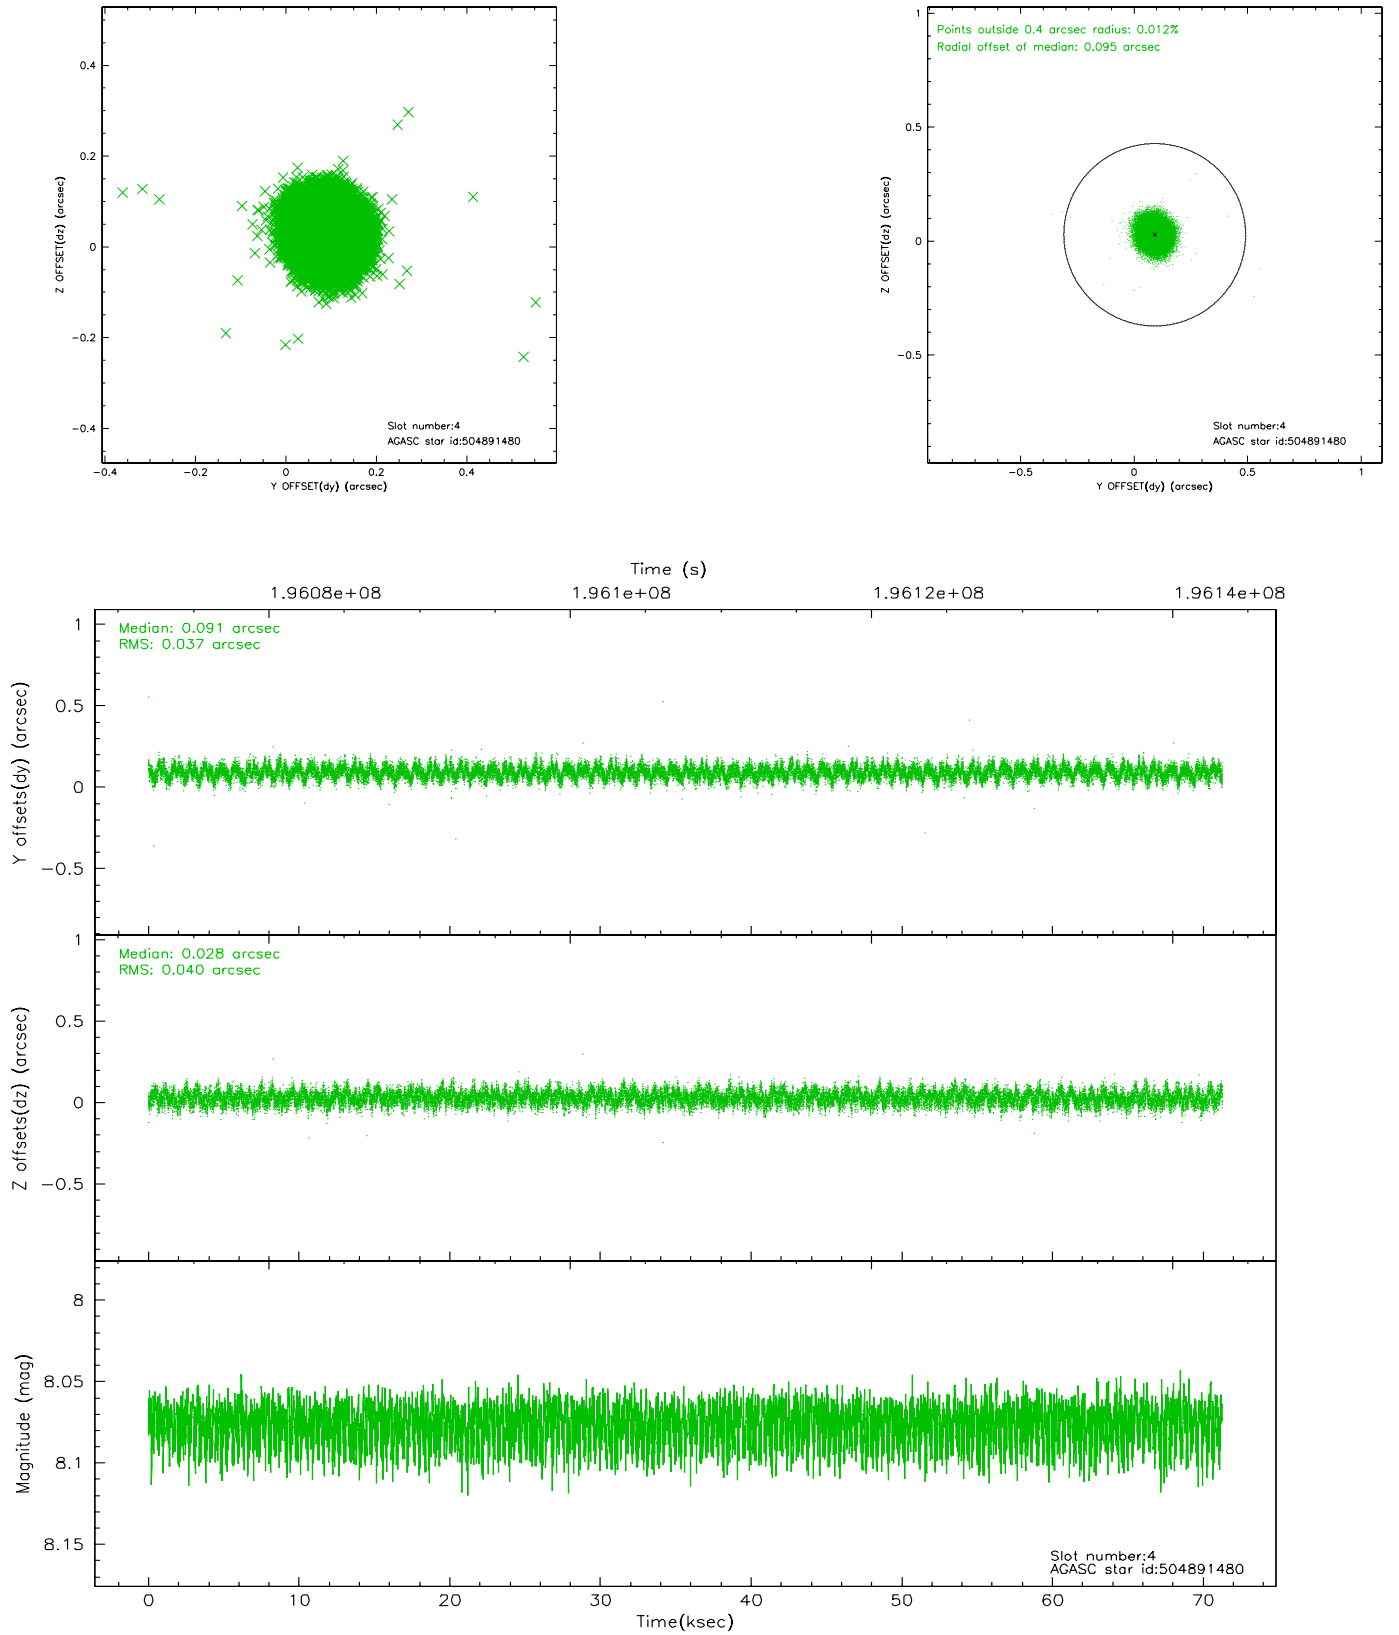 0.4
0.2
0
-0.2
-0.4
Z OFFSET(dz) (arcsec)
Slot number:4
AGASC star id:504891480
-0.4 -0.2 0 0.2 0.4
Y OFFSET(dy) (arcsec)
Points outside 0.4 arcsec radius: 0.012%
Radial offset of median: 0.095 arcsec
1
0.5
0
-0.5
Z OFFSET(dz) (arcsec)
Slot number:4
AGASC star id:504891480
-0.5 0 0.5 1
Y OFFSET(dy) (arcsec)
Time (s)
1.9608e+08 1.961e+08 1.9612e+08 1.9614e+08
Median: 0.091 arcsec
RMS: 0.037 arcsec
1
0.5
0
-0.5
Y offsets(dy) (arcsec)
Median: 0.028 arcsec
RMS: 0.040 arcsec
1
0.5
0
-0.5
Z offsets(dz) (arcsec)
8
8.05
8.1
8.15
Magnitude (mag)
Slot number:4
AGASC star id:504891480
0 10 20 30 40 50 60 70
Time(ksec)